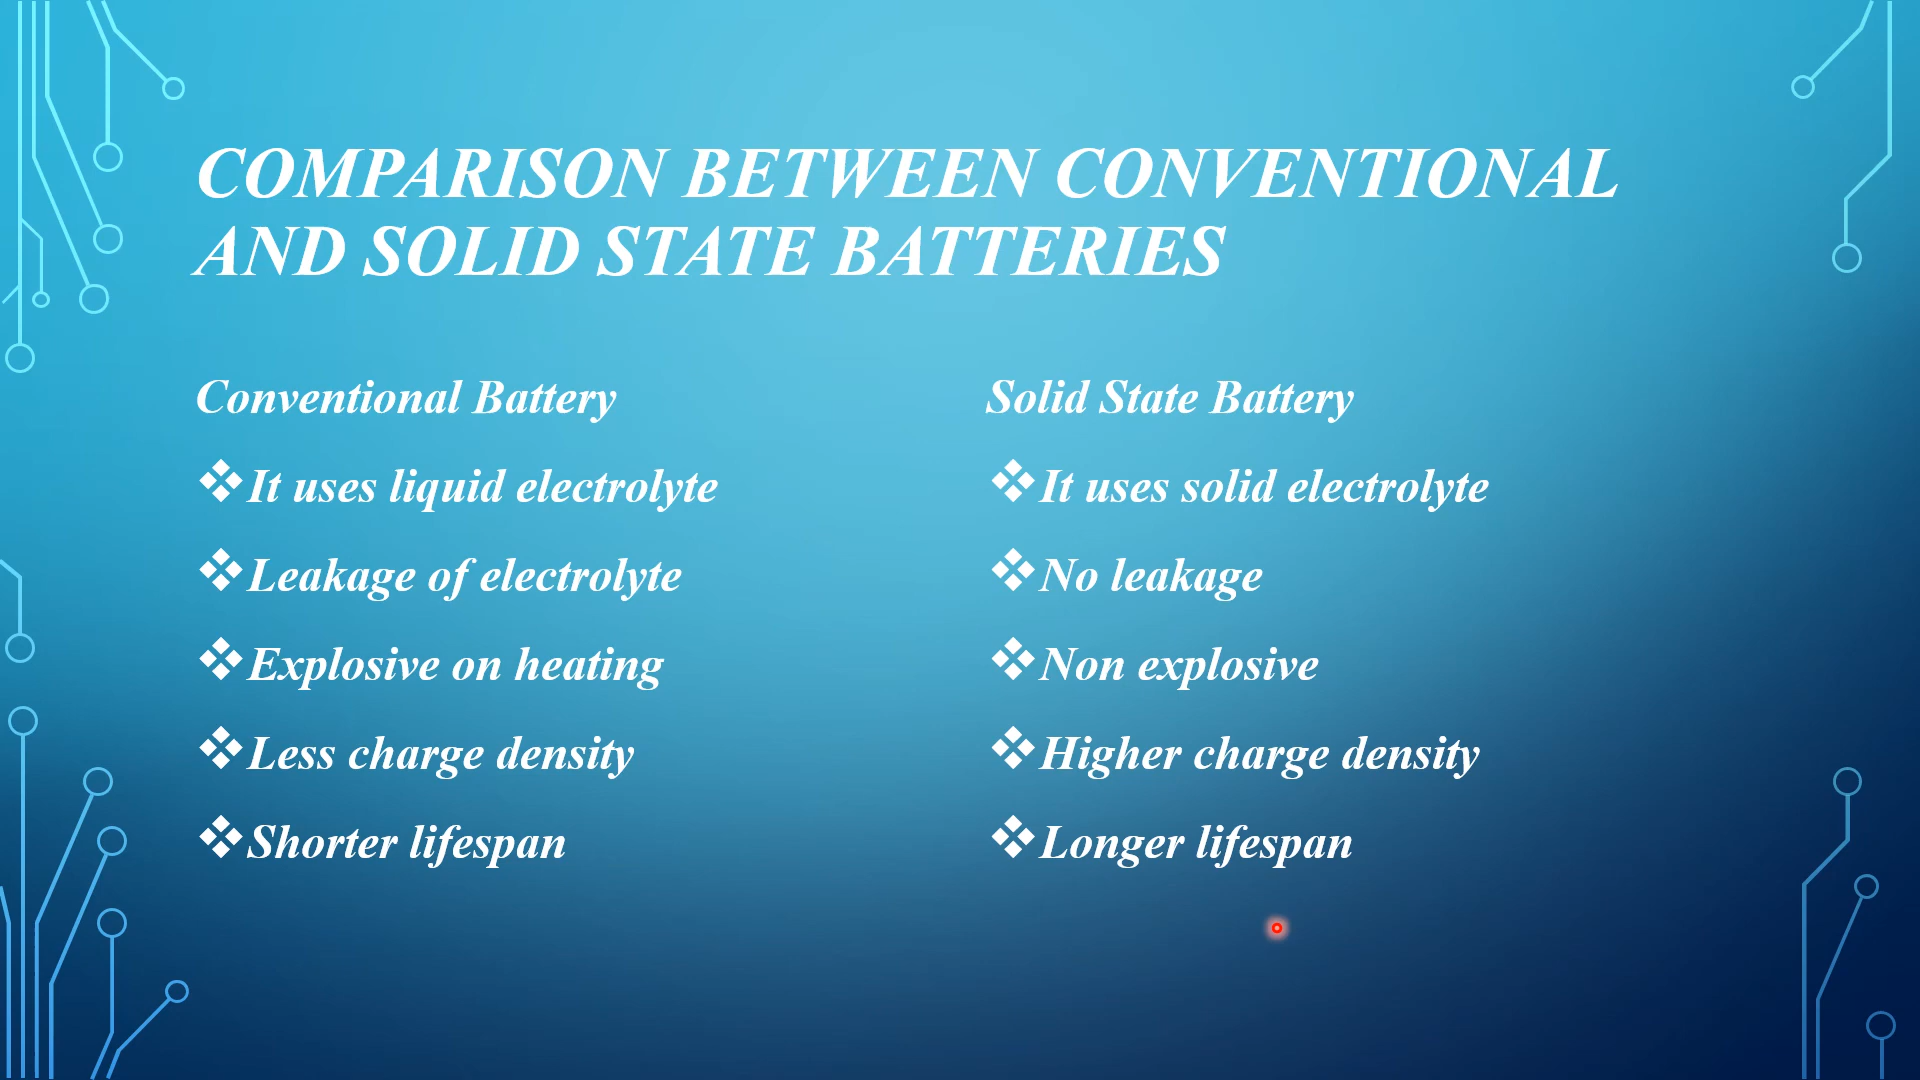 COMPARISON BETWEEN CONVENTIONAL
AND SOLID STATE BATTERIES
Conventional Battery
❖It uses liquid electrolyte
❖Leakage of electrolyte
❖Explosive on heating
❖Less charge density
❖Shorter lifespan
Solid State Battery
❖It uses solid electrolyte
❖No leakage
❖Non explosive
❖Higher charge density
❖Longer lifespan